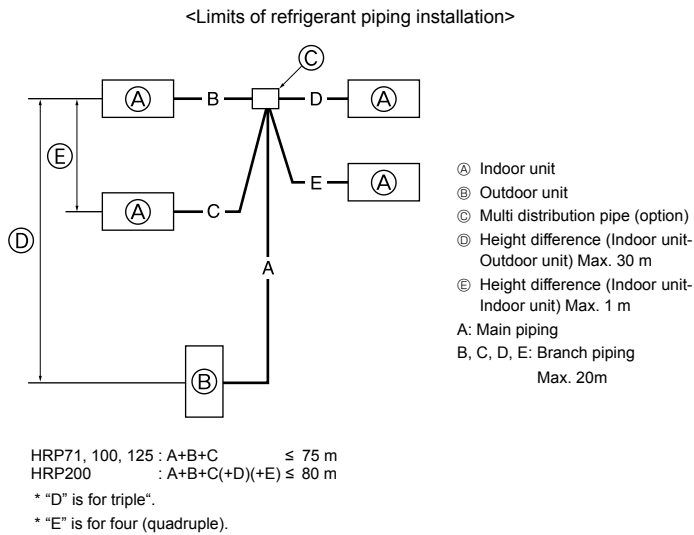 <Limits of refrigerant piping installation>
Ⓒ
Ⓐ B D Ⓐ
Ⓔ
Ⓐ C E Ⓐ
Ⓓ
A
Ⓑ
Ⓐ Indoor unit
Ⓑ Outdoor unit
Ⓒ Multi distribution pipe (option)
Ⓓ Height difference (Indoor unit-
Outdoor unit) Max. 30 m
Ⓔ Height difference (Indoor unit-
Indoor unit) Max. 1 m
A: Main piping
B, C, D, E: Branch piping
Max. 20m
HRP71, 100, 125 : A+B+C ≤ 75 m
HRP200 : A+B+C(+D)(+E) ≤ 80 m
* “D” is for triple“.
* “E” is for four (quadruple).